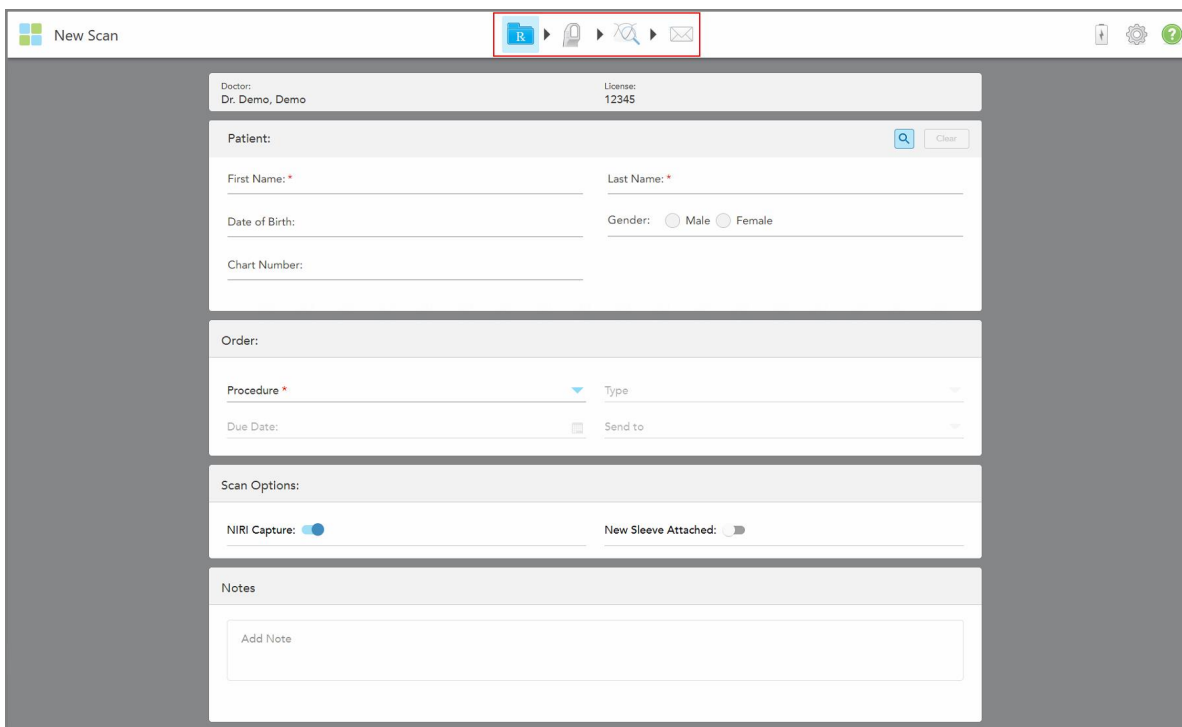 New Scan
R
?
Doctor:
License:
Dr. Demo, Demo
12345
Patient:
Clear
First Name: *
Last Name: *
Date of Birth:
Gender: Male Female
Chart Number:
Order:
Procedure *
Type
Due Date:
Send to
Scan Options:
NIRI Capture:
New Sleeve Attached:
Notes
Add Note